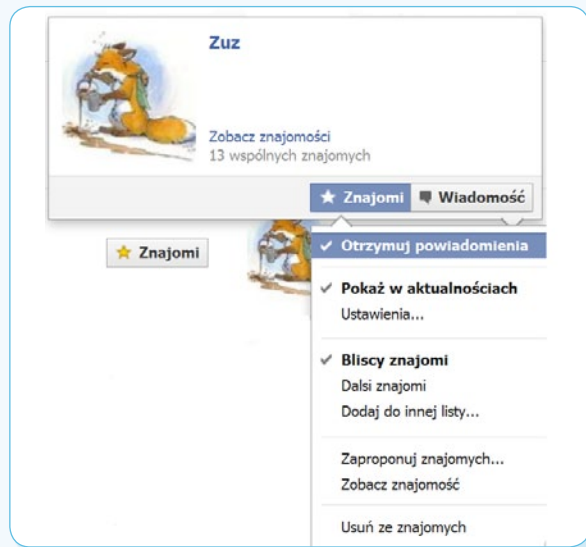 Zuz
Zobacz znajomości
13 wspólnych znajomych
Znajomi Wiadomość
Znajomi
Otrzymuj powiadomienia
Pokaż w aktualnościach
Ustawienia...
Bliscy znajomi
Dalsi znajomi
Dodaj do innej listy...
Zaproponuj znajomych...
Zobacz znajomość
Usuń ze znajomych